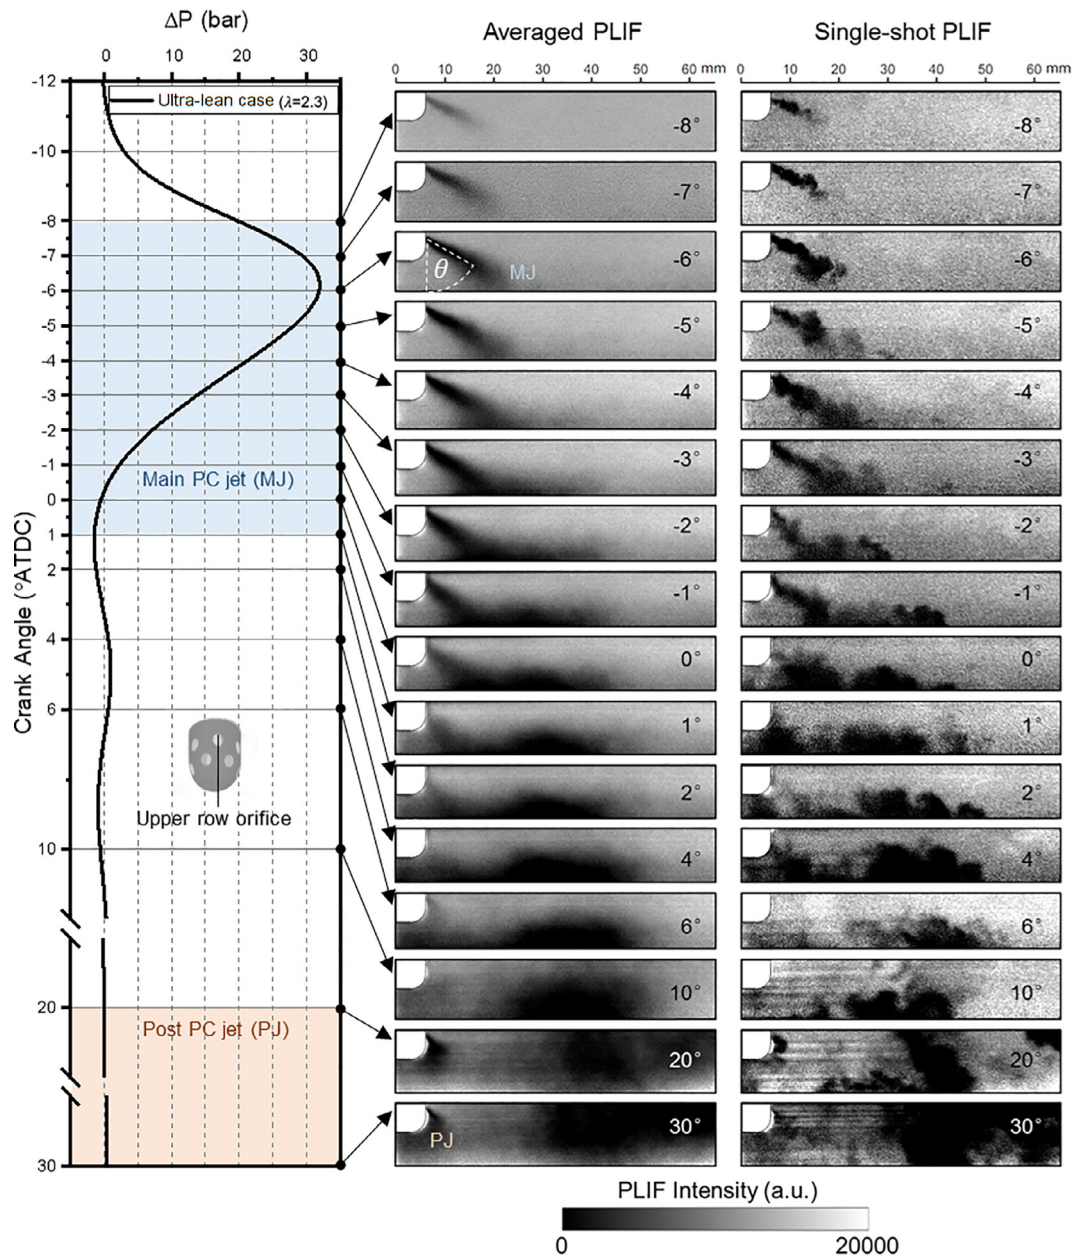 ΔP (bar)
0 10 20 30
Averaged PLIF
Single-shot PLIF
0 10 20 30 40 50 60 mm
0 10 20 30 40 50 60 mm
Ultra-lean case (λ=2.3)
Crank Angle (°ATDC)
-12
-10
-8
-7
-6
-5
-4
-3
-2
-1
0
1
2
4
6
10
20
30
Main PC jet (MJ)
Upper row orifice
Post PC jet (PJ)
-8° -8°
-7° -7°
θ MJ -6° -6°
-5° -5°
-4° -4°
-3° -3°
-2° -2°
-1° -1°
0° 0°
1° 1°
2° 2°
4° 4°
6° 6°
10° 10°
20° 20°
PJ 30° 30°
PLIF Intensity (a.u.)
0 20000